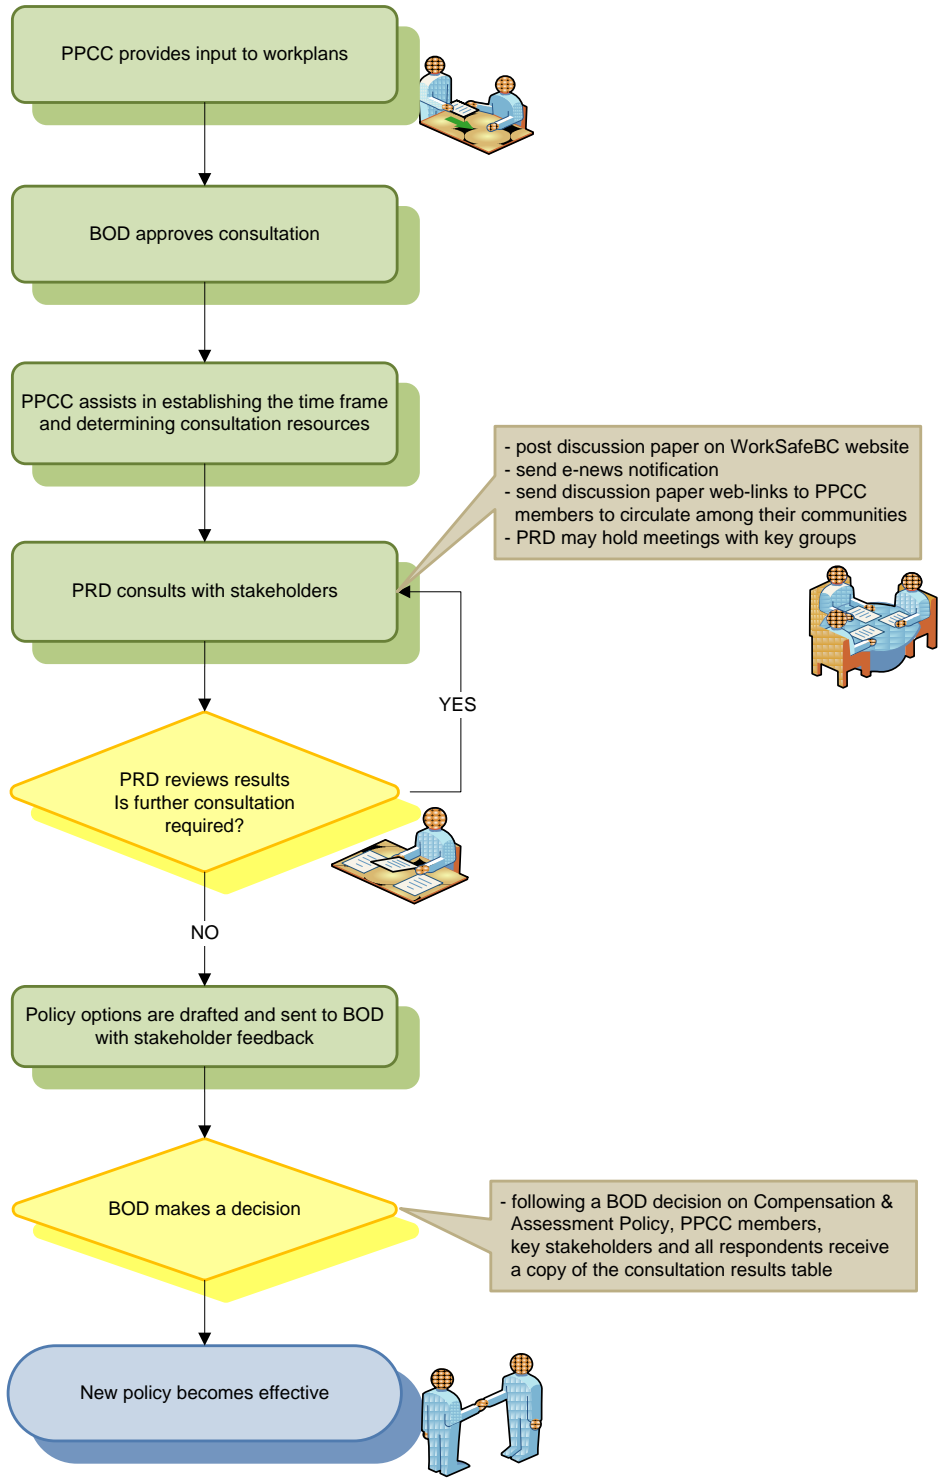 PPCC provides input to workplans
BOD approves consultation
PPCC assists in establishing the time frame
and determining consultation resources
- post discussion paper on WorkSafeBC website
- send e-news notification
- send discussion paper web-links to PPCC
members to circulate among their communities
- PRD may hold meetings with key groups
PRD consults with stakeholders
YES
PRD reviews results
Is further consultation
required?
NO
Policy options are drafted and sent to BOD
with stakeholder feedback
BOD makes a decision
- following a BOD decision on Compensation &
Assessment Policy, PPCC members,
key stakeholders and all respondents receive
a copy of the consultation results table
New policy becomes effective